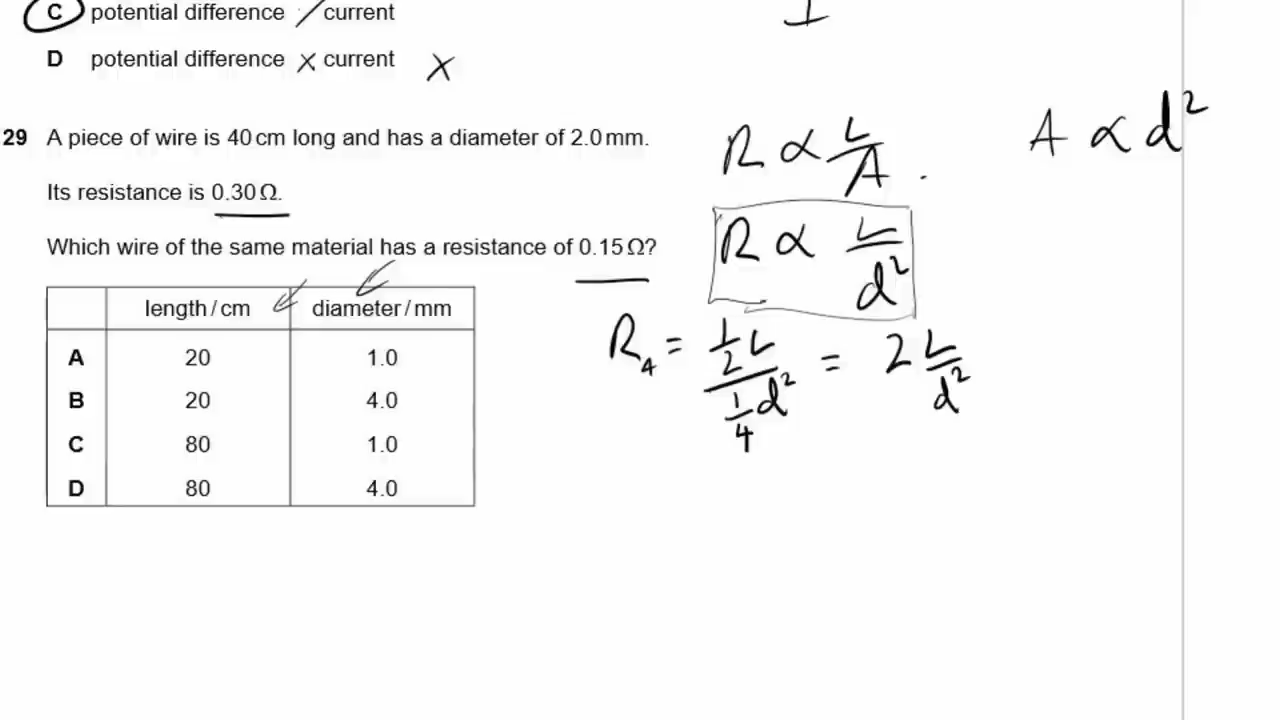 C potential difference / current
I
D potential difference × current ×
29 A piece of wire is 40 cm long and has a diameter of 2.0 mm.
Its resistance is 0.30 Ω.
Which wire of the same material has a resistance of 0.15 Ω?
length / cm diameter / mm
A 20 1.0
B 20 4.0
C 80 1.0
D 80 4.0
R ∝ L/A .
A ∝ d²
R ∝ L/d²
R_A = (1/2 L)/(1/4 d²) = 2 L/d²